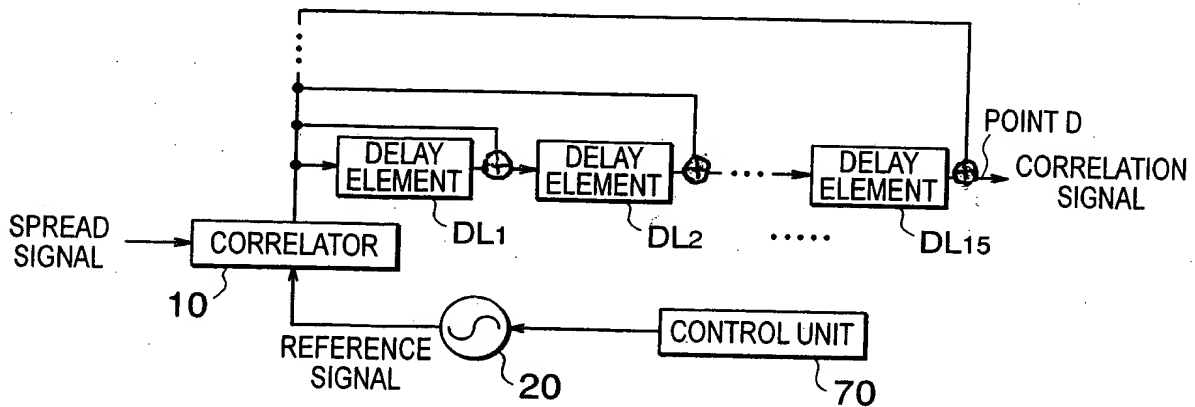 POINT D
DELAY
ELEMENT
DELAY
ELEMENT
DELAY
ELEMENT
CORRELATION
SIGNAL
DL1
DL2
DL15
SPREAD
SIGNAL
CORRELATOR
10
REFERENCE
SIGNAL
20
CONTROL UNIT
70